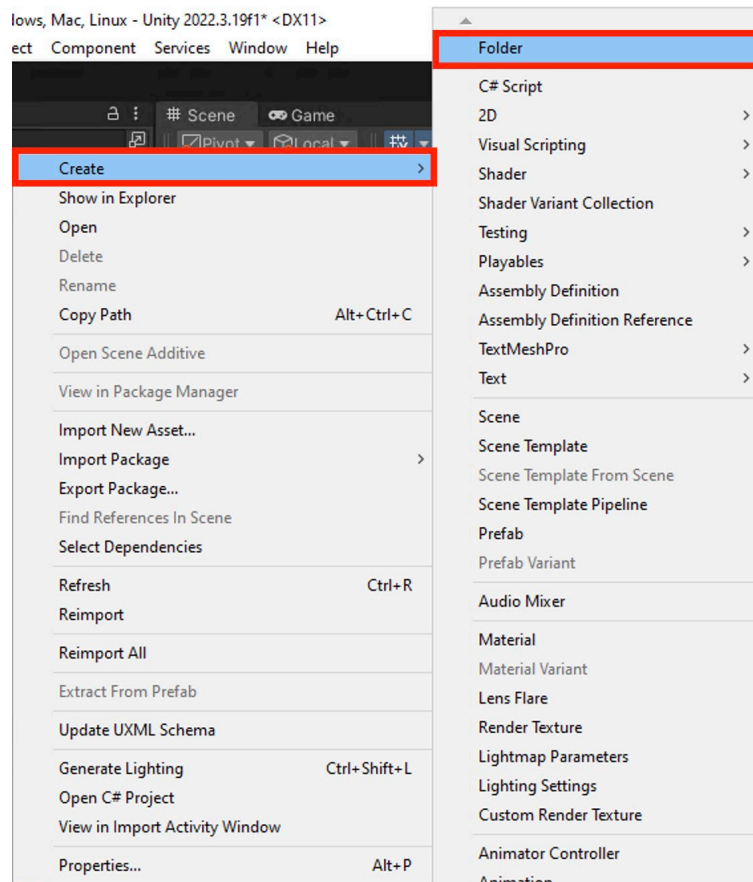 lows, Mac, Linux - Unity 2022.3.19f1* <DX11>
ect Component Services Window Help
# Scene Game
Pivot Local
Create
Show in Explorer
Open
Delete
Rename
Copy Path Alt+Ctrl+C
Open Scene Additive
View in Package Manager
Import New Asset...
Import Package
Export Package...
Find References In Scene
Select Dependencies
Refresh Ctrl+R
Reimport
Reimport All
Extract From Prefab
Update UXML Schema
Generate Lighting Ctrl+Shift+L
Open C# Project
View in Import Activity Window
Properties... Alt+P
Folder
C# Script
2D
Visual Scripting
Shader
Shader Variant Collection
Testing
Playables
Assembly Definition
Assembly Definition Reference
TextMeshPro
Text
Scene
Scene Template
Scene Template From Scene
Scene Template Pipeline
Prefab
Prefab Variant
Audio Mixer
Material
Material Variant
Lens Flare
Render Texture
Lightmap Parameters
Lighting Settings
Custom Render Texture
Animator Controller
Animation